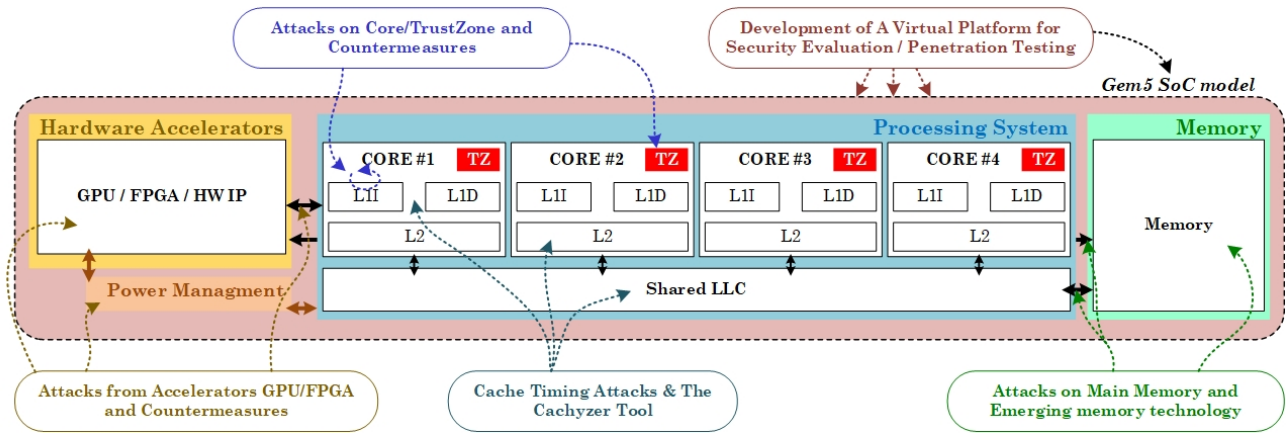 Attacks on Core/TrustZone and
Countermeasures
Development of A Virtual Platform for
Security Evaluation / Penetration Testing
Gem5 SoC model
Hardware Accelerators
Processing System
Memory
GPU / FPGA / HW IP
CORE #1
TZ
L1I
L1D
L2
CORE #2
TZ
L1I
L1D
L2
CORE #3
TZ
L1I
L1D
L2
CORE #4
TZ
L1I
L1D
L2
Memory
Power Managment
Shared LLC
Attacks from Accelerators GPU/FPGA
and Countermeasures
Cache Timing Attacks & The
Cachyzer Tool
Attacks on Main Memory and
Emerging memory technology